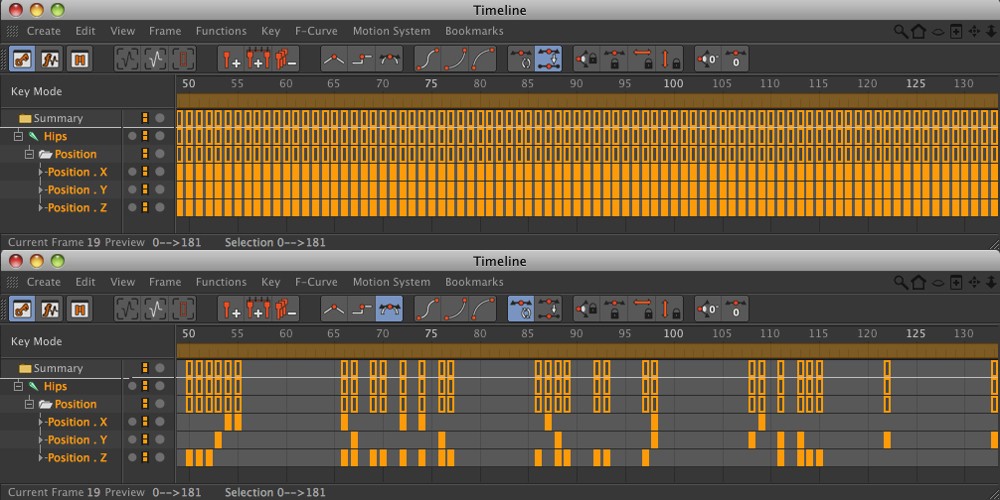 Timeline
Create Edit View Frame Functions Key F-Curve Motion System Bookmarks
0 0
50 55 60 65 70 75 80 85 90 95 100 105 110 115 120 125 130
Key Mode
Summary
Hips
Position
Position . X
Position . Y
Position . Z
Current Frame 19 Preview 0-->181 Selection 0-->181
Timeline
Create Edit View Frame Functions Key F-Curve Motion System Bookmarks
0 0
50 55 60 65 70 75 80 85 90 95 100 105 110 115 120 125 130
Key Mode
Summary
Hips
Position
Position . X
Position . Y
Position . Z
Current Frame 19 Preview 0-->181 Selection 0-->181